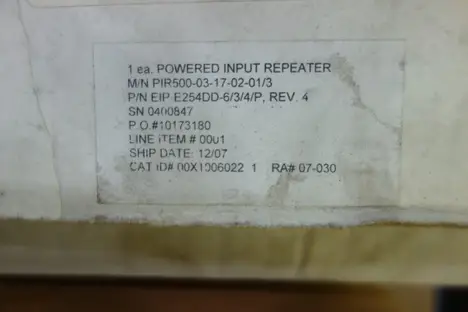 1 ea. POWERED INPUT REPEATER
M/N PIR500-03-17-02-01/3
P/N EIP E254DD-6/3/4/P, REV. 4
SN 0400847
P.O.#10173180
LINE ITEM # 0001
SHIP DATE: 12/07
CAT ID# 00X1006022 1 RA# 07-030